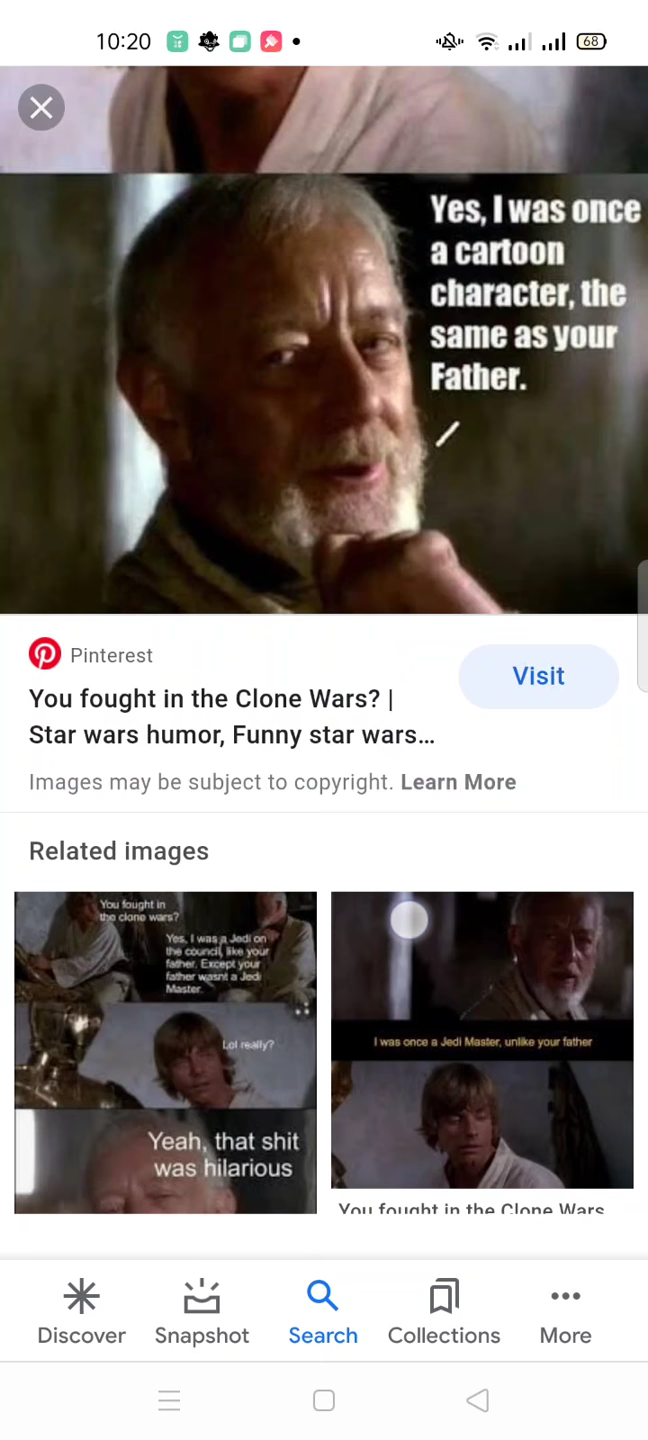 10:20
68
Yes, I was once
a cartoon
character, the
same as your
Father.
Pinterest
Visit
You fought in the Clone Wars? |
Star wars humor, Funny star wars...
Images may be subject to copyright. Learn More
Related images
You fought in
the clone wars?
Yes, I was a Jedi on
the council, like your
father. Except your
father wasnt a Jedi
Master.
Lol really?
Yeah, that shit
was hilarious
I was once a Jedi Master, unlike your father
You fought in the Clone Wars
Discover
Snapshot
Search
Collections
More